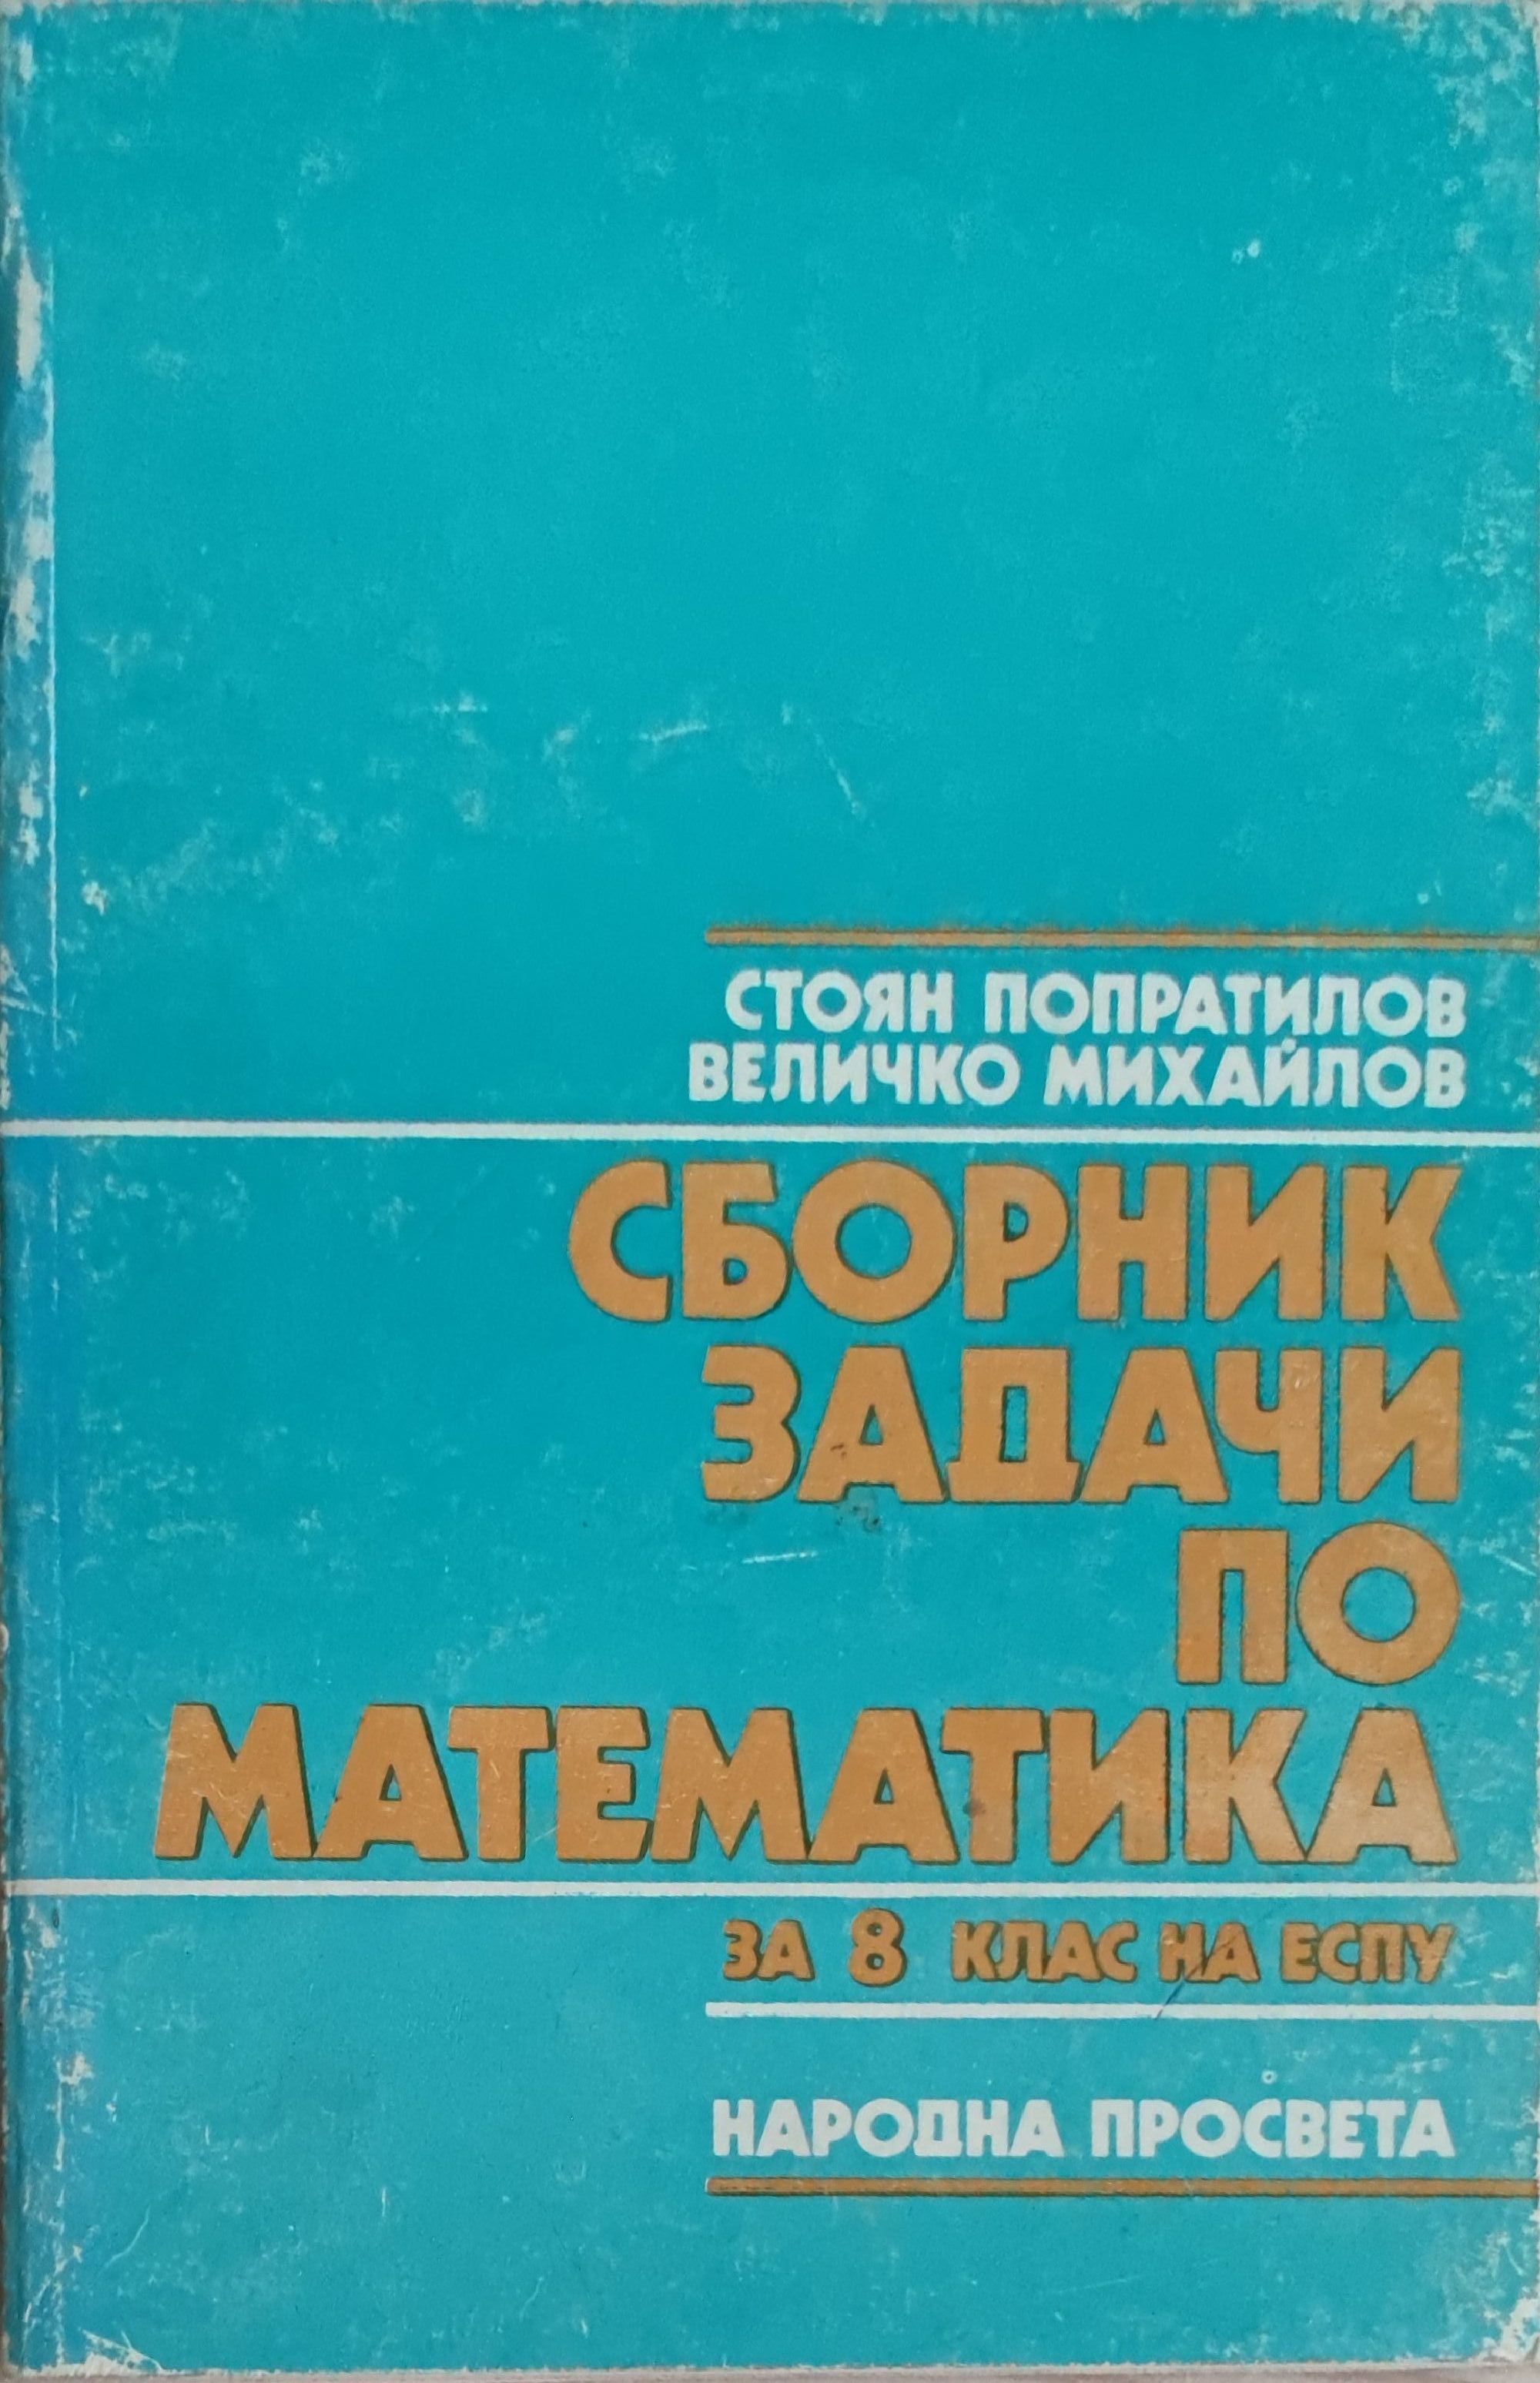 СТОЯН ПОПРАТИЛОВ
ВЕЛИЧКО МИХАЙЛОВ
СБОРНИК
ЗАДАЧИ
ПО
МАТЕМАТИКА
ЗА 8 КЛАС НА ЕСПУ
НАРОДНА ПРОСВЕТА